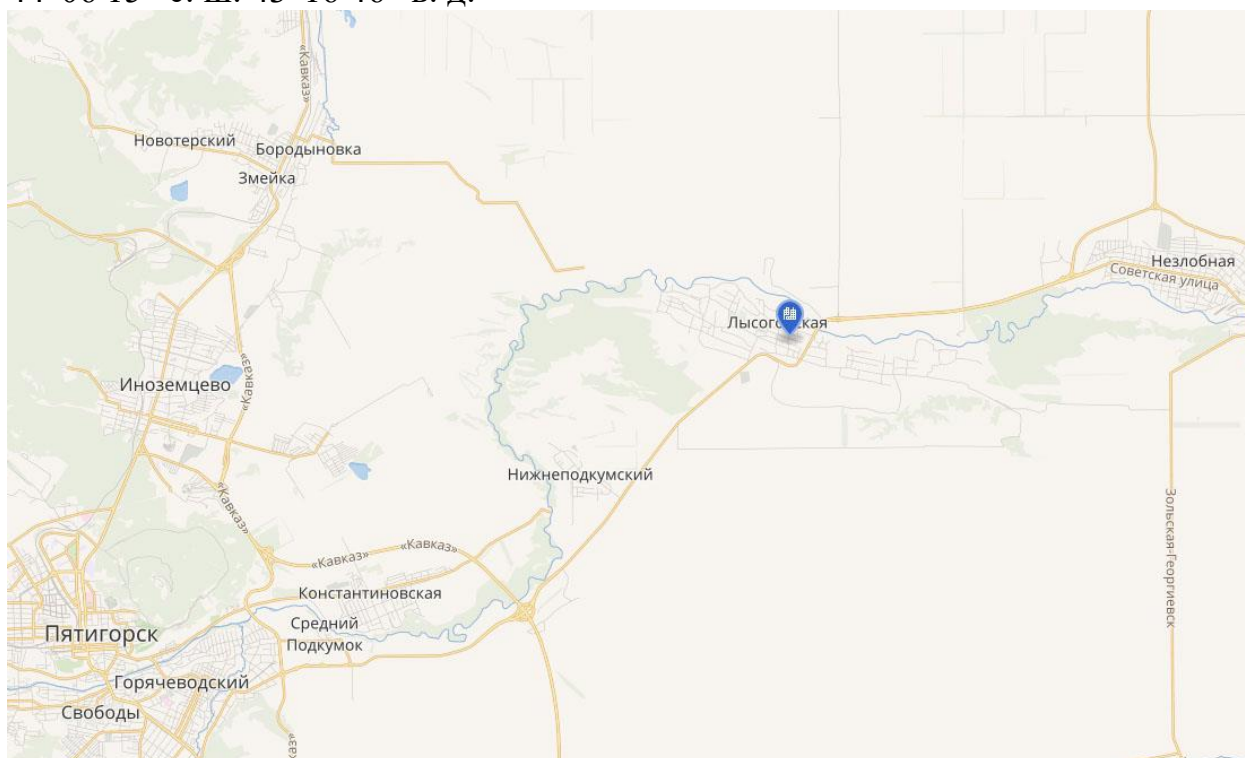 с. ш. в. д.
«Кавказ»
Новотерский
Бородыновка
Змейка
Незлобная
Советская улица
Лысогорская
«Кавказ»
Иноземцево
Нижнеподкумский
«Кавказ»
Зольская-Георгиевск
«Кавказ» «Кавказ»
Константиновская
Средний
Подкумок
Пятигорск
Горячеводский
Свободы